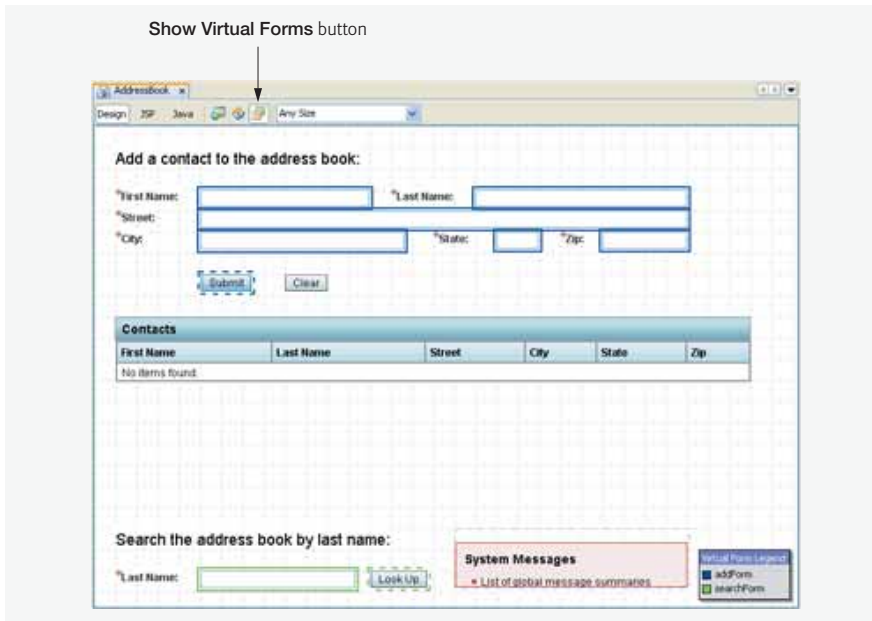 Show Virtual Forms button
AddressBook x
Design JSP Java Any Size
Add a contact to the address book:
*First Name: *Last Name:
*Street:
*City: *State: *Zip:
Submit Clear
Contacts
First Name Last Name Street City State Zip
No items found.
Search the address book by last name:
*Last Name: Look Up
System Messages
• List of global message summaries
Virtual Form Legend
addForm
searchForm